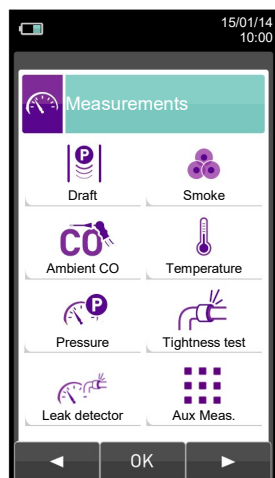 15/01/14
10:00
Measurements
P
Draft
Smoke
CO
Ambient CO
Temperature
P
Pressure
Tightness test
Leak detector
Aux Meas.
◄ OK ►